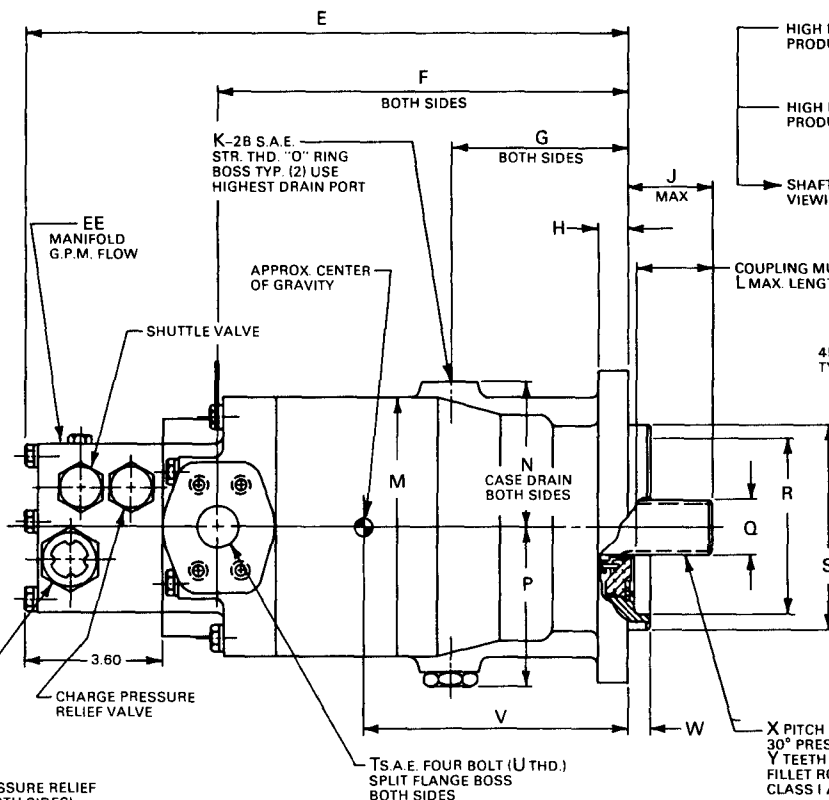 E
HIGH
PRODU
F
BOTH SIDES
K-2B S.A.E.
STR. THD. "O" RING
BOSS TYP. (2) USE
HIGHEST DRAIN PORT
G
BOTH SIDES
HIGH
PRODU
J
MAX
SHAFT
VIEWI
EE
MANIFOLD
G.P.M. FLOW
H
APPROX. CENTER
OF GRAVITY
COUPLING MU
L MAX. LENGT
SHUTTLE VALVE
4
TY
M
N
CASE DRAIN
BOTH SIDES
R
Q
S
P
3.60
CHARGE PRESSURE
RELIEF VALVE
V
W
X PITCH
30° PRES
Y TEETH
FILLET RO
CLASS I
T S.A.E. FOUR BOLT (U THD.)
SPLIT FLANGE BOSS
BOTH SIDES
SSURE RELIEF
TH SIDES)